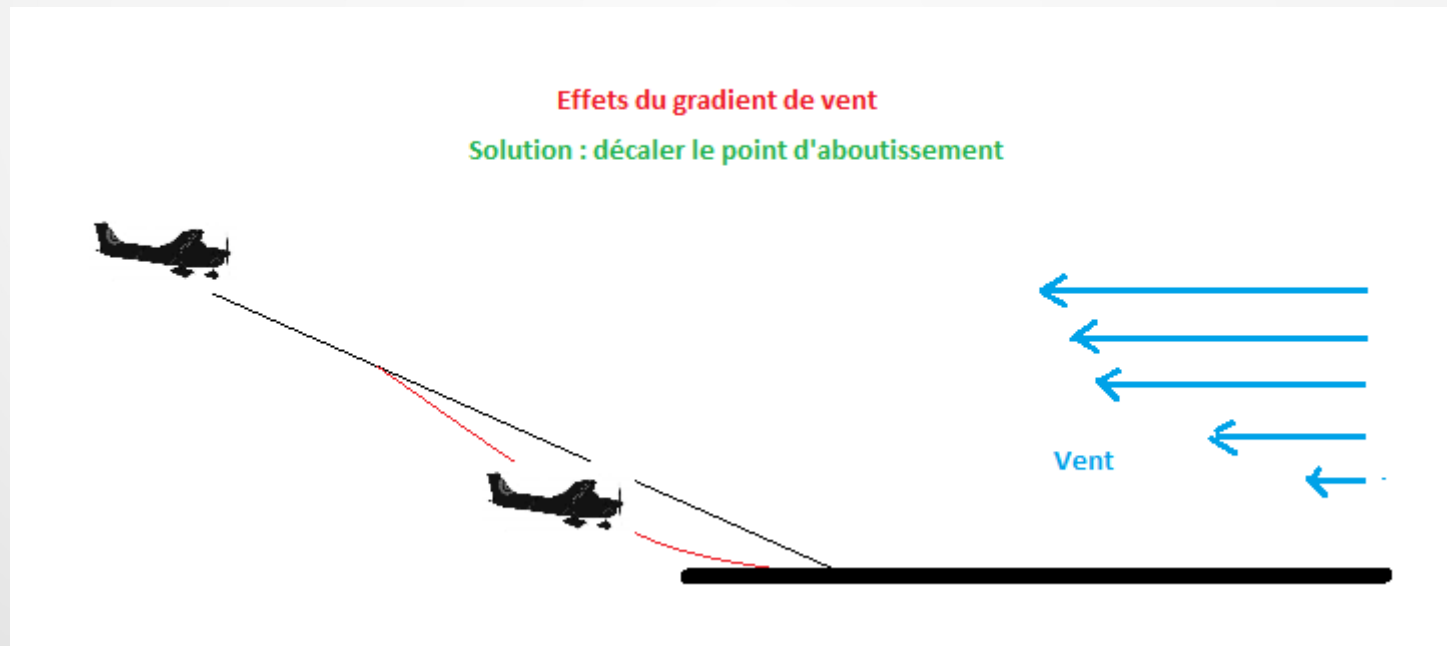 Effets du gradient de vent
Solution : décaler le point d'aboutissement
Vent